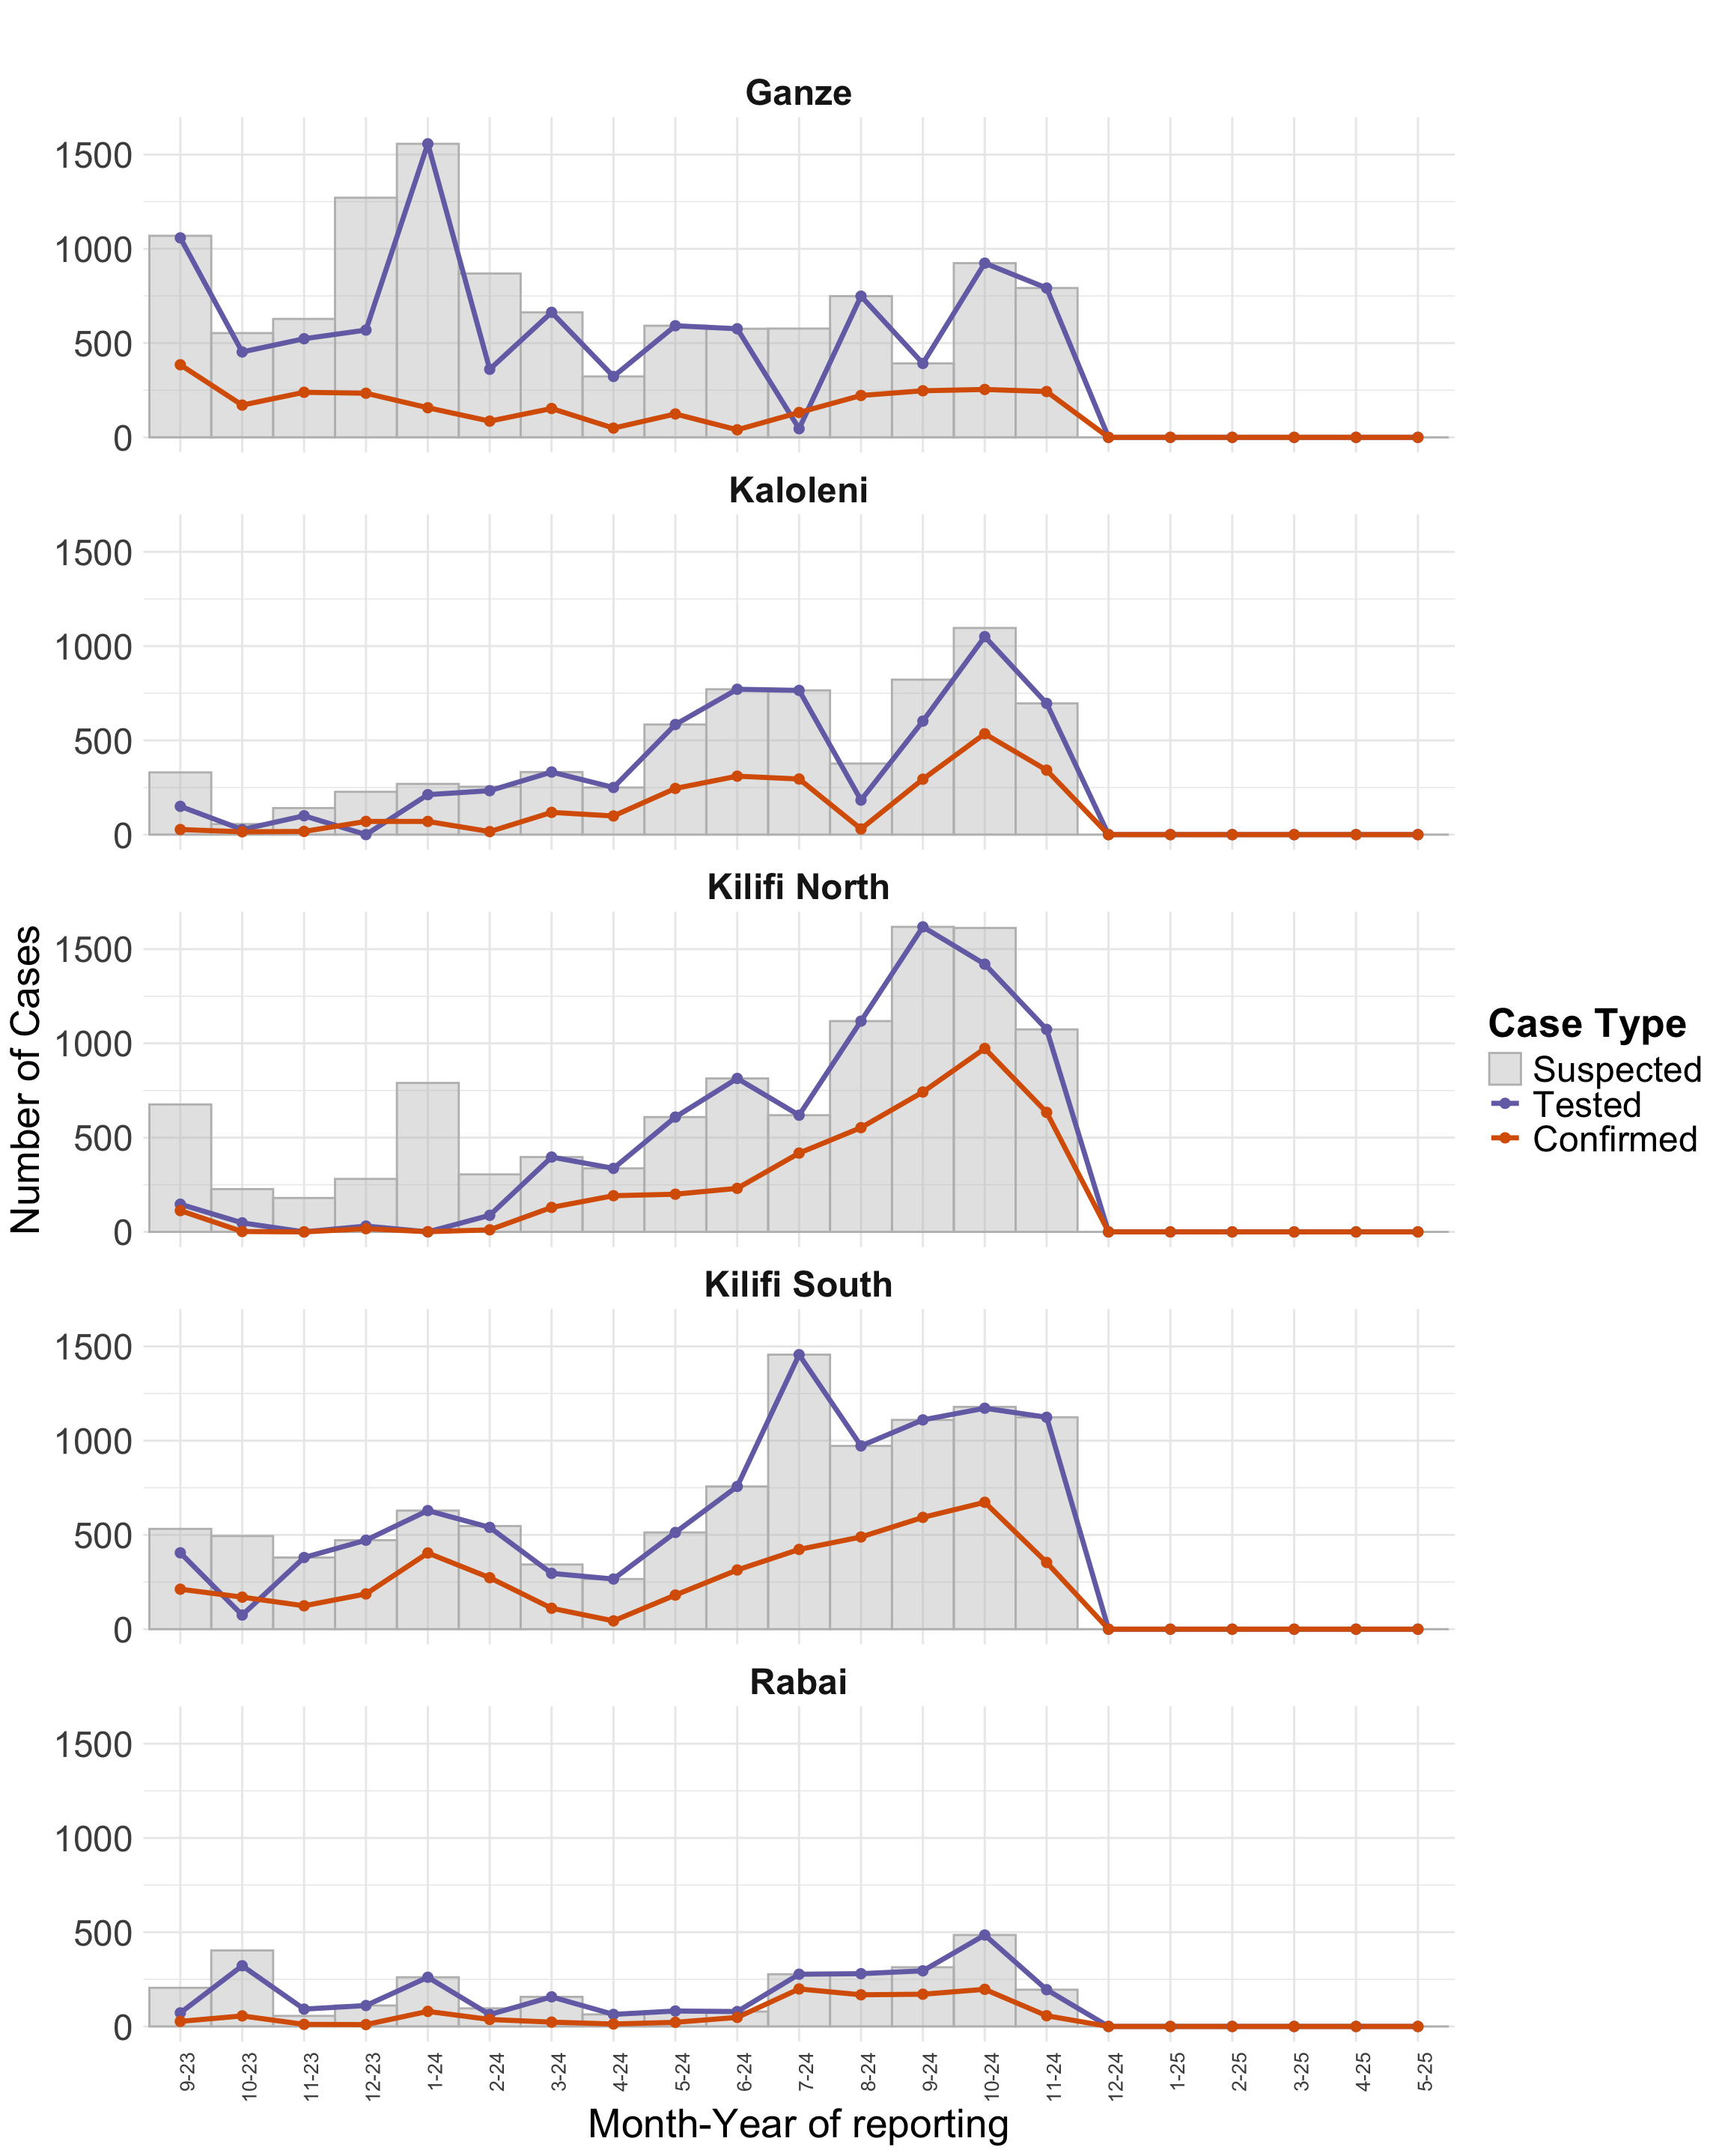 Ganze
1500
1000
500
0
Kaloleni
1500
1000
500
0
Kilifi North
1500
1000
500
0
Kilifi South
1500
1000
500
0
Rabai
1500
1000
500
0
9-23 10-23 11-23 12-23 1-24 2-24 3-24 4-24 5-24 6-24 7-24 8-24 9-24 10-24 11-24 12-24 1-25 2-25 3-25 4-25 5-25
Month-Year of reporting
Number of Cases
Case Type
Suspected
Tested
Confirmed